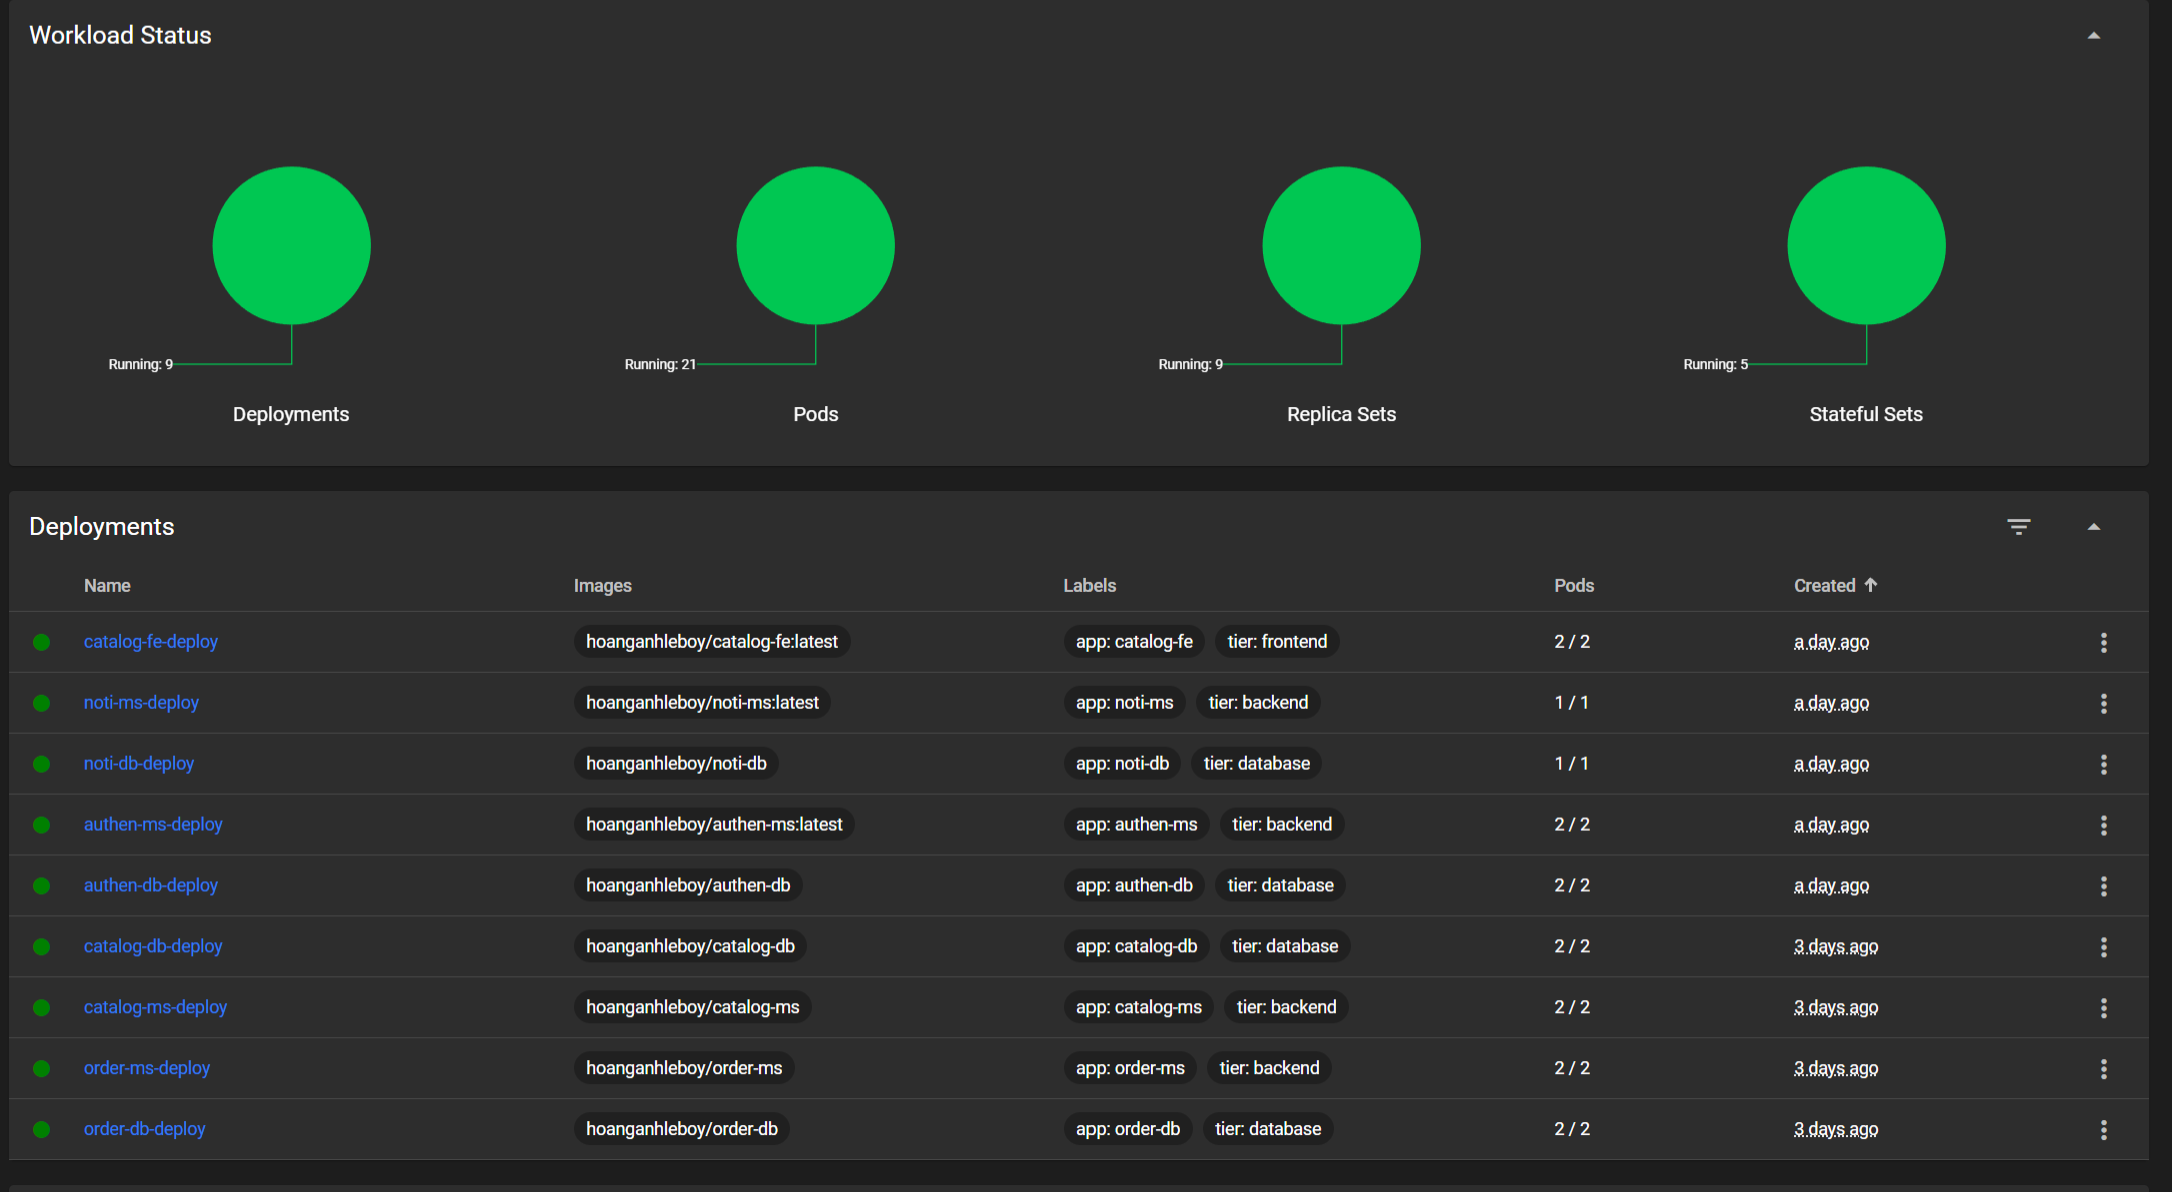 Workload Status
Running: 9
Running: 21
Running: 9
Running: 5
Deployments
Pods
Replica Sets
Stateful Sets
Deployments
Name Images Labels Pods Created
catalog-fe-deploy hoanganhleboy/catalog-fe:latest app: catalog-fe tier: frontend 2 / 2 a day ago
noti-ms-deploy hoanganhleboy/noti-ms:latest app: noti-ms tier: backend 1 / 1 a day ago
noti-db-deploy hoanganhleboy/noti-db app: noti-db tier: database 1 / 1 a day ago
authen-ms-deploy hoanganhleboy/authen-ms:latest app: authen-ms tier: backend 2 / 2 a day ago
authen-db-deploy hoanganhleboy/authen-db app: authen-db tier: database 2 / 2 a day ago
catalog-db-deploy hoanganhleboy/catalog-db app: catalog-db tier: database 2 / 2 3 days ago
catalog-ms-deploy hoanganhleboy/catalog-ms app: catalog-ms tier: backend 2 / 2 3 days ago
order-ms-deploy hoanganhleboy/order-ms app: order-ms tier: backend 2 / 2 3 days ago
order-db-deploy hoanganhleboy/order-db app: order-db tier: database 2 / 2 3 days ago